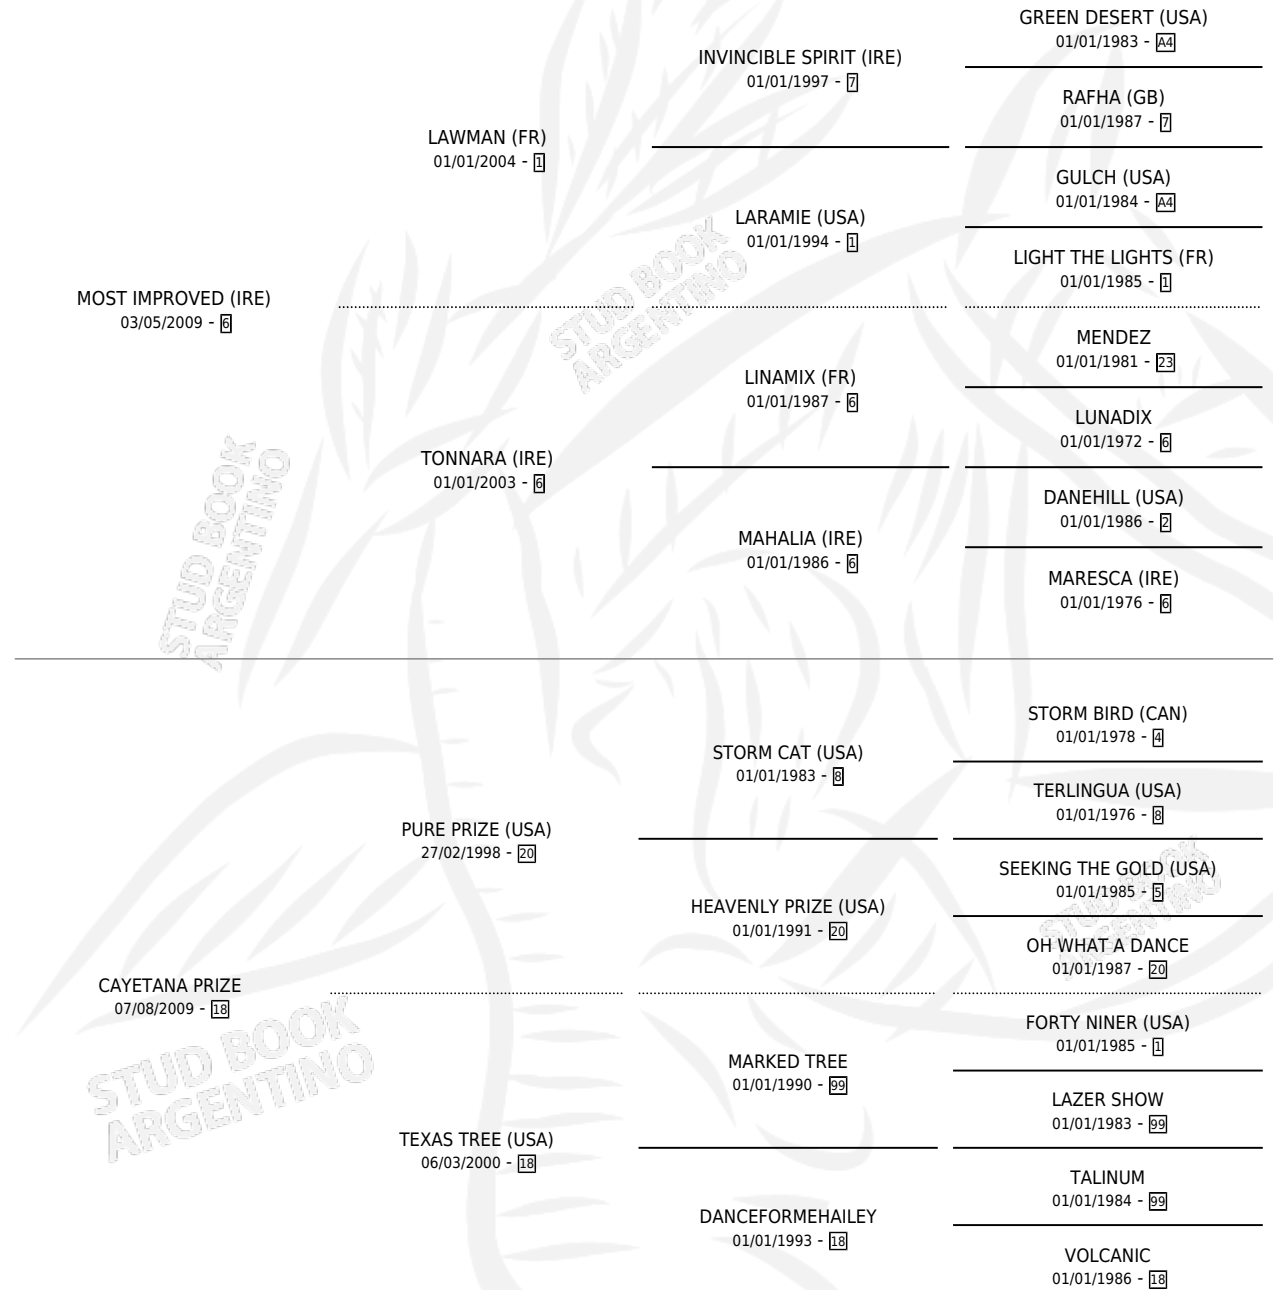 GREEN DESERT (USA)
01/01/1983 - A4
INVINCIBLE SPIRIT (IRE)
01/01/1997 - 7
RAFHA (GB)
01/01/1987 - 7
LAWMAN (FR)
01/01/2004 - 1
GULCH (USA)
01/01/1984 - A4
LARAMIE (USA)
01/01/1994 - 1
LIGHT THE LIGHTS (FR)
01/01/1985 - 1
MOST IMPROVED (IRE)
03/05/2009 - 6
STUD BOOK
ARGENTINO
MENDEZ
01/01/1981 - 23
LINAMIX (FR)
01/01/1987 - 6
LUNADIX
01/01/1972 - 6
TONNARA (IRE)
01/01/2003 - 6
DANEHILL (USA)
01/01/1986 - 2
MAHALIA (IRE)
01/01/1986 - 6
MARESCA (IRE)
01/01/1976 - 6
STUD BOOK
ARGENTINO
STORM BIRD (CAN)
01/01/1978 - 4
STORM CAT (USA)
01/01/1983 - 8
TERLINGUA (USA)
01/01/1976 - 8
PURE PRIZE (USA)
27/02/1998 - 20
SEEKING THE GOLD (USA)
01/01/1985 - 5
HEAVENLY PRIZE (USA)
01/01/1991 - 20
STUD BOOK
ARGENTINO
OH WHAT A DANCE
01/01/1987 - 20
CAYETANA PRIZE
07/08/2009 - 18
STUD BOOK
ARGENTINO
FORTY NINER (USA)
01/01/1985 - 1
MARKED TREE
01/01/1990 - 99
LAZER SHOW
01/01/1983 - 99
TEXAS TREE (USA)
06/03/2000 - 18
TALINUM
01/01/1984 - 99
DANCEFORMEHAILEY
01/01/1993 - 18
VOLCANIC
01/01/1986 - 18